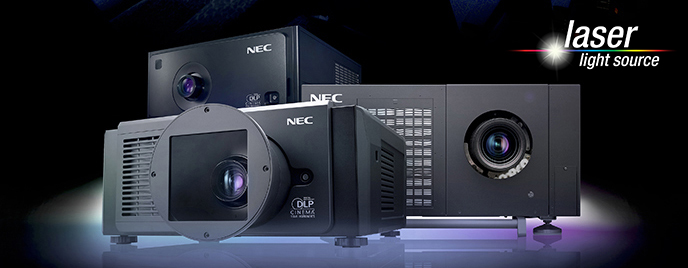 laser
light source
NEC
DLP
CINEMA
NEC
NEC
DLP
CINEMA